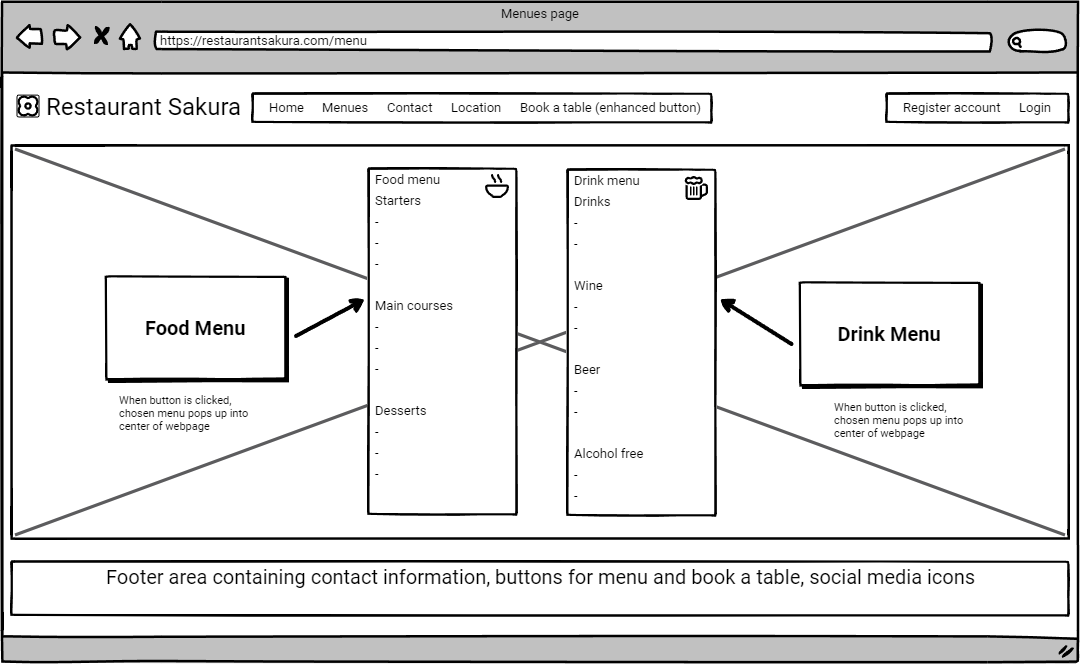 Menues page
https://restaurantsakura.com/menu
Restaurant Sakura
Home Menues Contact Location Book a table (enhanced button)
Register account Login
Food Menu
When button is clicked,
chosen menu pops up into
center of webpage
Food menu
Starters
-
-
-
Main courses
-
-
-
Desserts
-
-
-
Drink menu
Drinks
-
-
Wine
-
-
Beer
-
-
Alcohol free
-
-
Drink Menu
When button is clicked,
chosen menu pops up into
center of webpage
Footer area containing contact information, buttons for menu and book a table, social media icons